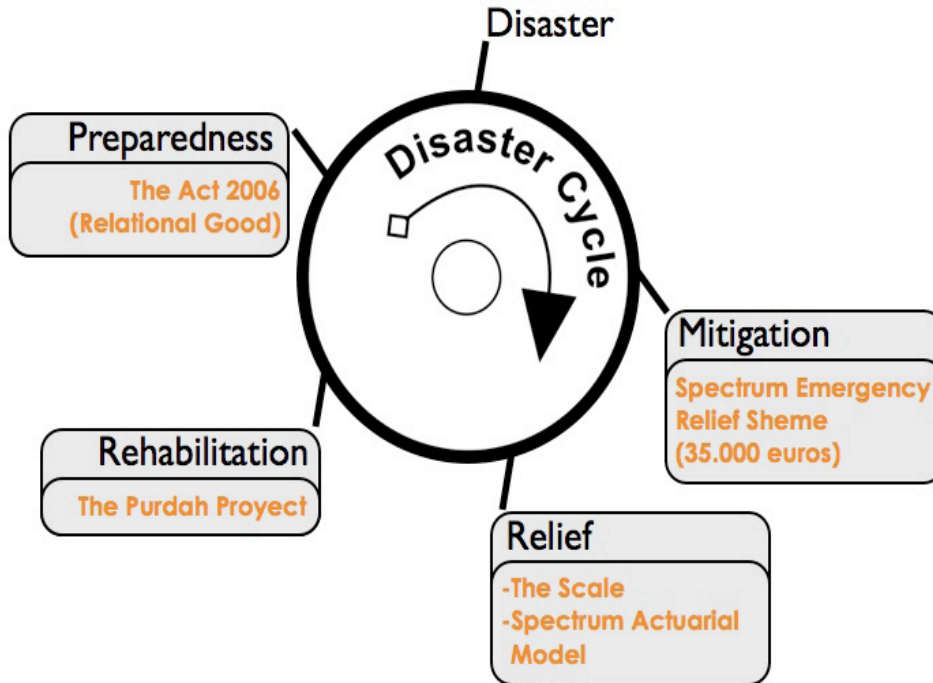 Disaster
Disaster Cycle
Preparedness
The Act 2006
(Relational Good)
Mitigation
Spectrum Emergency
Relief Sheme
(35.000 euros)
Rehabilitation
The Purdah Proyect
Relief
-The Scale
-Spectrum Actuarial
Model